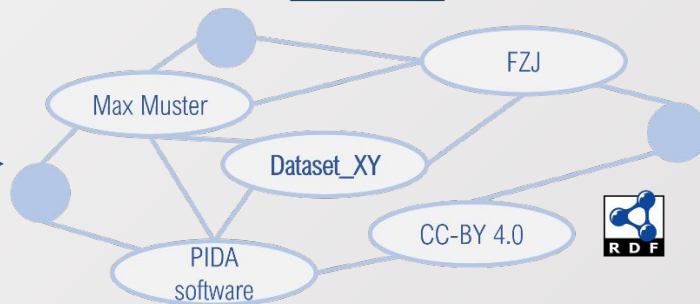 FZJ
Max Muster
Dataset_XY
CC-BY 4.0
PIDA
software
RDF